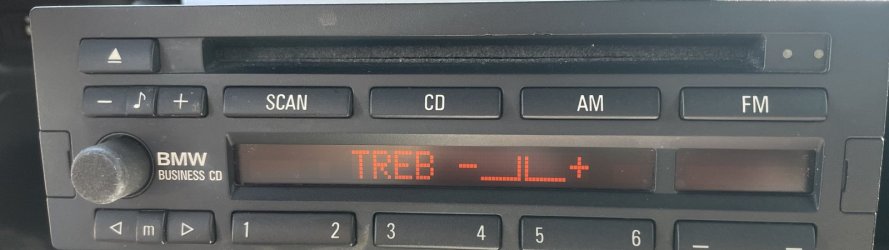 SCAN CD AM FM
BMW
BUSINESS CD
TREB - +
m 1 2 3 4 5 6